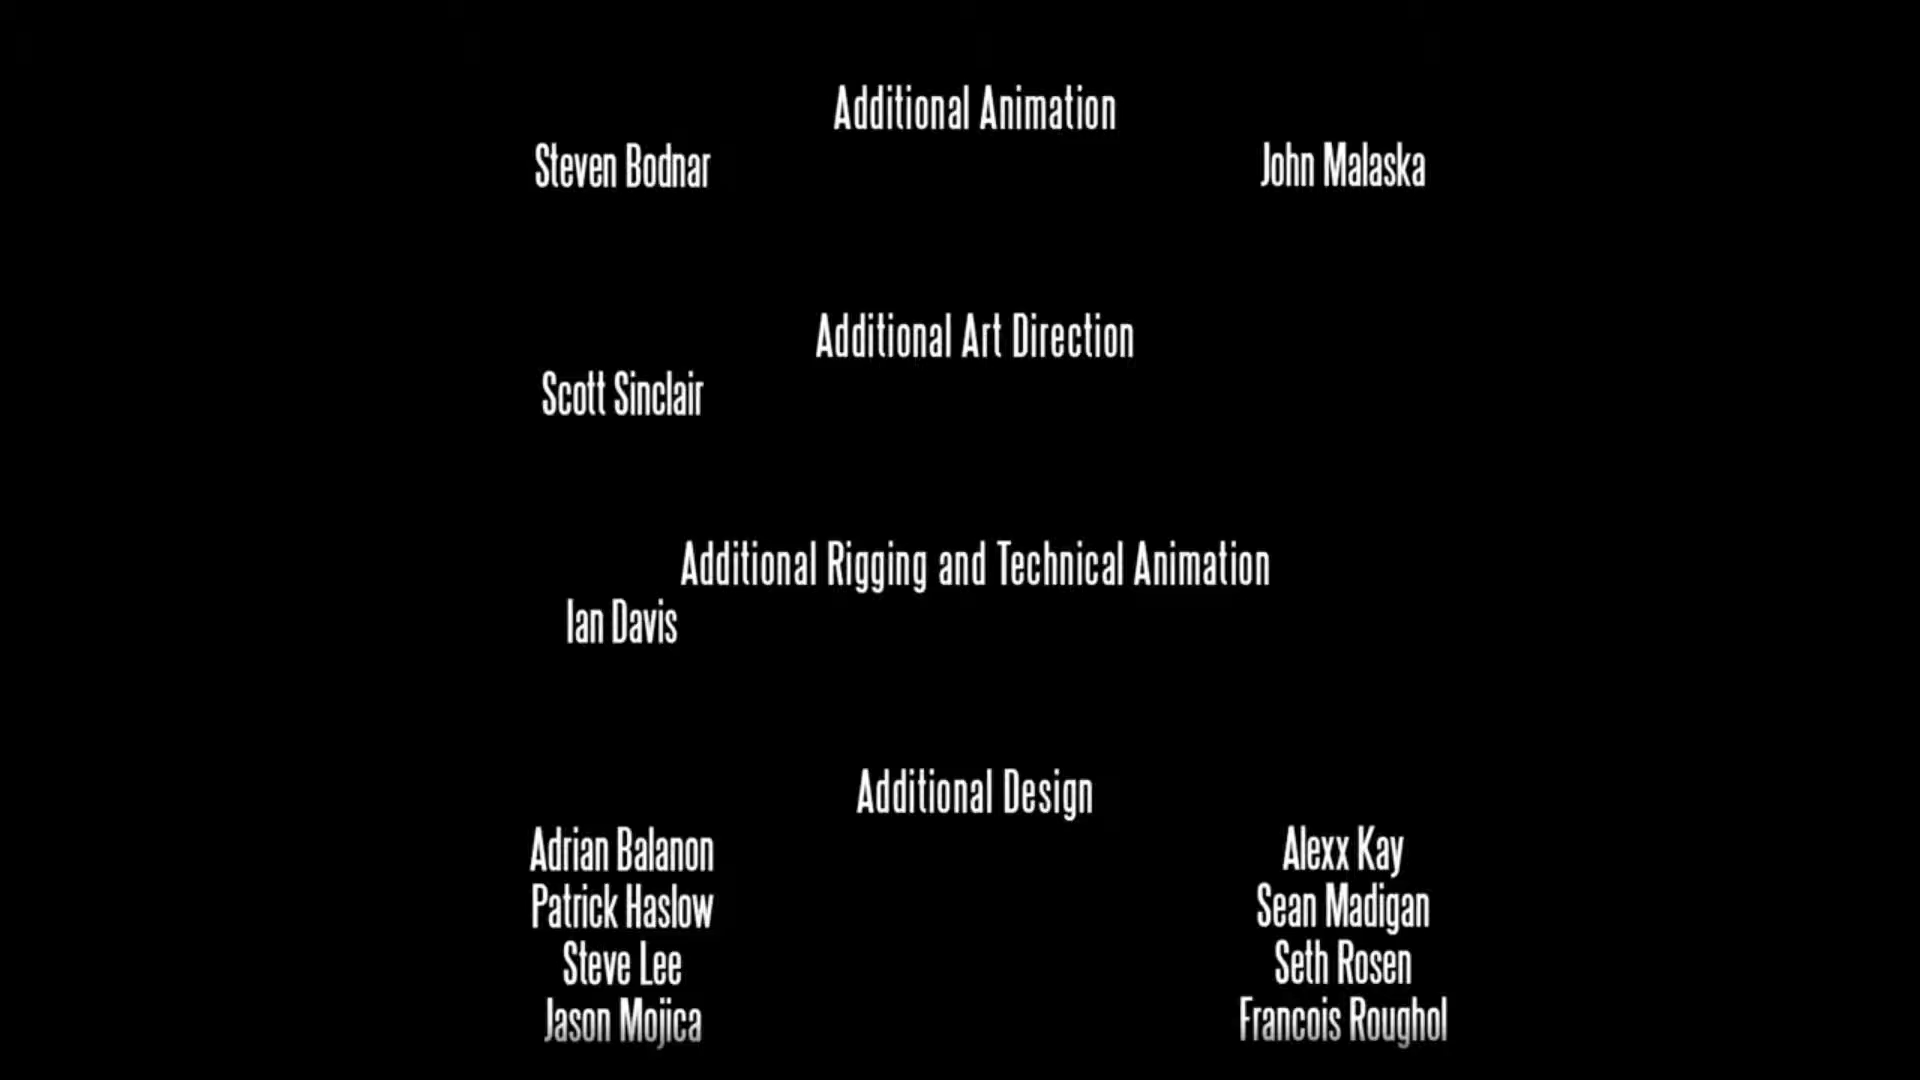 Additional Animation
Steven Bodnar John Malaska
Additional Art Direction
Scott Sinclair
Additional Rigging and Technical Animation
Ian Davis
Additional Design
Adrian Balanon Alexx Kay
Patrick Haslow Sean Madigan
Steve Lee Seth Rosen
Jason Mojica Francois Roughol